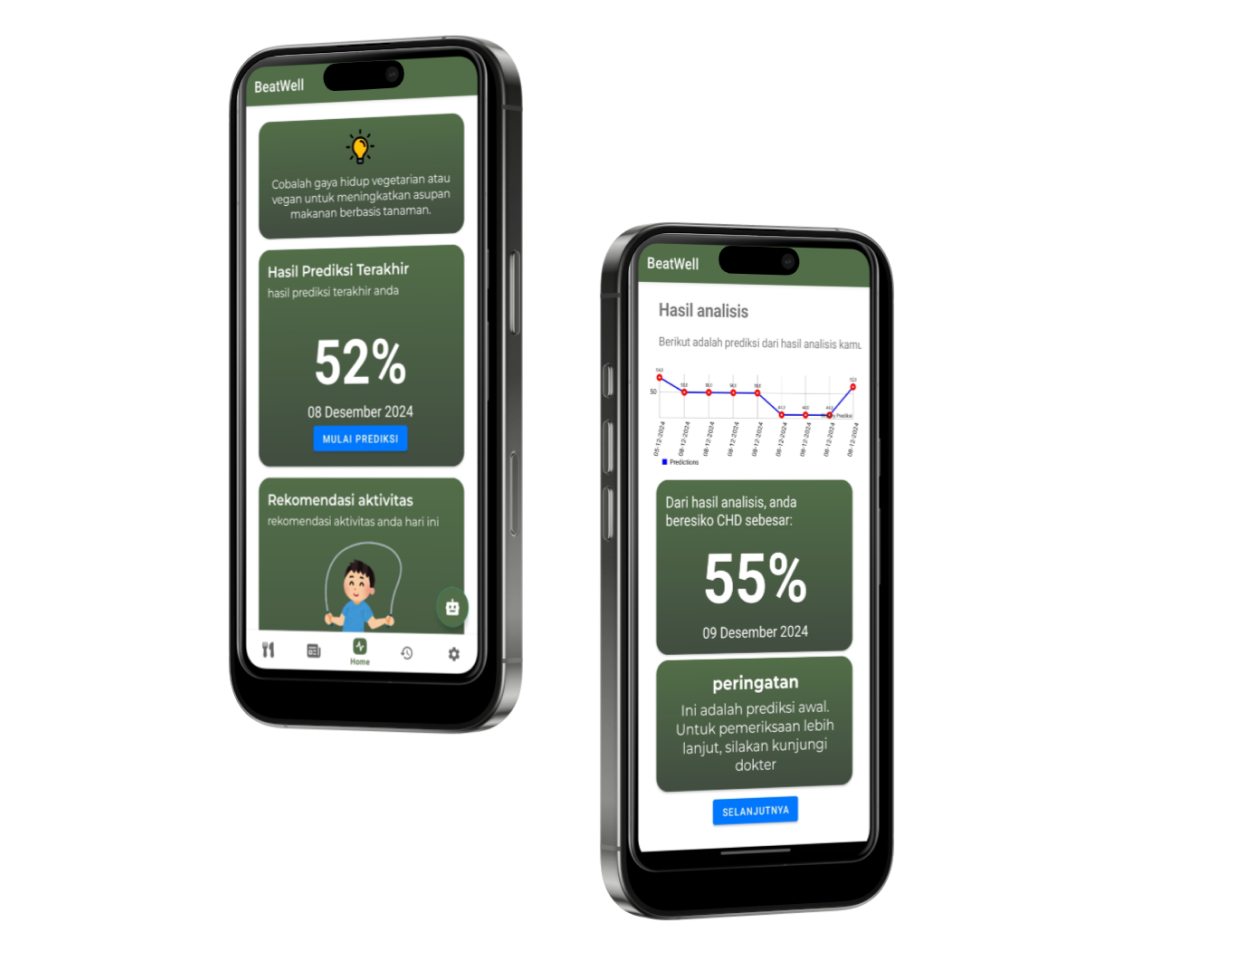 BeatWell
Cobalah gaya hidup vegetarian atau
vegan untuk meningkatkan asupan
makanan berbasis tanaman.
Hasil Prediksi Terakhir
hasil prediksi terakhir anda
52%
08 Desember 2024
MULAI PREDIKSI
Rekomendasi aktivitas
rekomendasi aktivitas anda hari ini
Home
BeatWell
Hasil analisis
Berikut adalah prediksi dari hasil analisis kamu
50
05-12-2024
08-12-2024
08-12-2024
08-12-2024
08-12-2024
08-12-2024
08-12-2024
08-12-2024
08-12-2024
Predictions
Dari hasil analisis, anda
beresiko CHD sebesar:
55%
09 Desember 2024
peringatan
Ini adalah prediksi awal.
Untuk pemeriksaan lebih
lanjut, silakan kunjungi
dokter
SELANJUTNYA